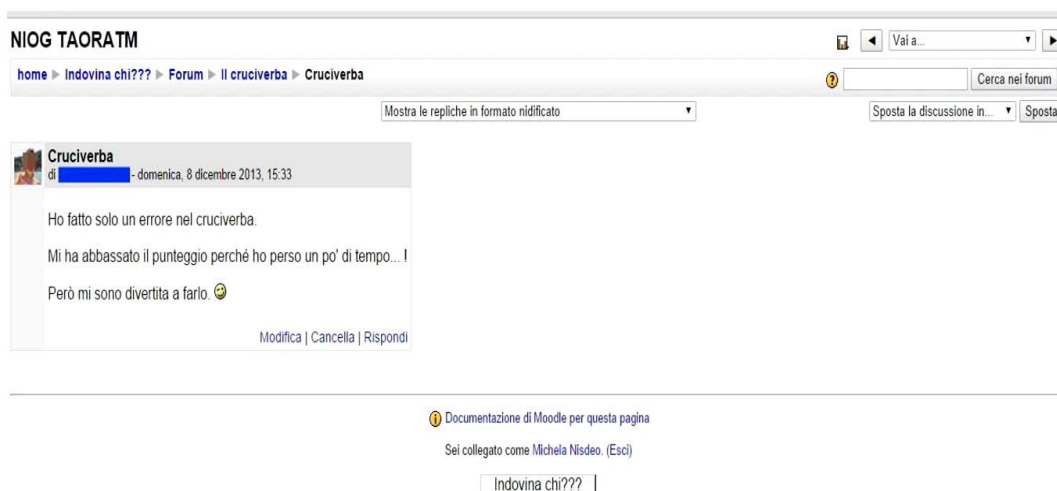 NIOG TAORATM
Vai a...
home ▶ Indovina chi??? ▶ Forum ▶ Il cruciverba ▶ Cruciverba
Cerca nei forum
Mostra le repliche in formato nidificato
Sposta la discussione in...
Sposta
Cruciverba
di - domenica, 8 dicembre 2013, 15:33
Ho fatto solo un errore nel cruciverba.
Mi ha abbassato il punteggio perché ho perso un po' di tempo... !
Però mi sono divertita a farlo.
Modifica | Cancella | Rispondi
Documentazione di Moodle per questa pagina
Sei collegato come Michela Nisdeo. (Esci)
Indovina chi???